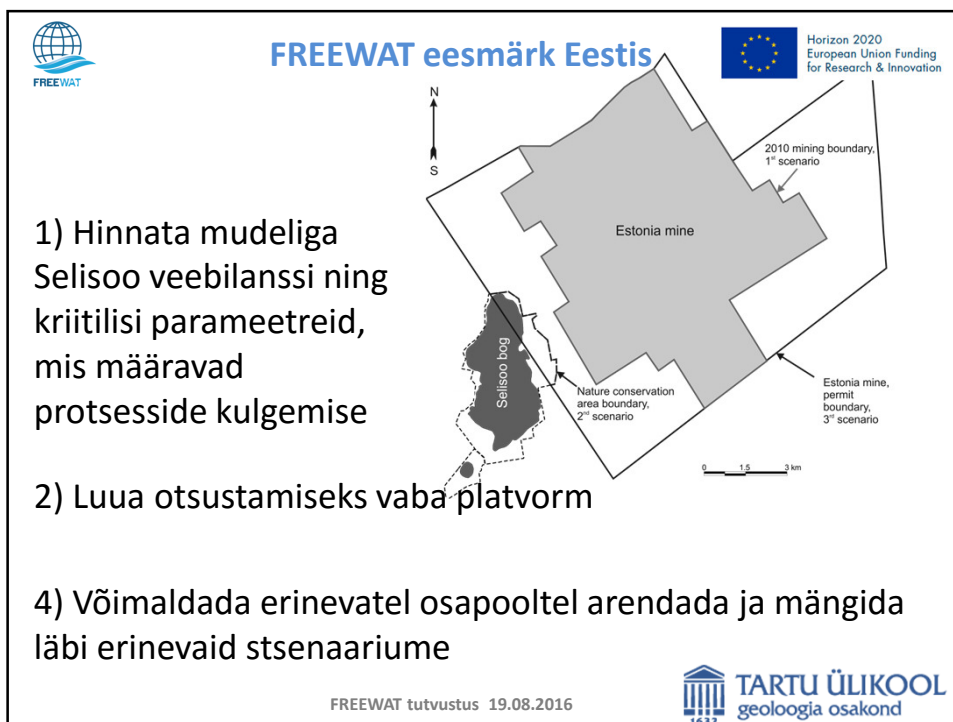 FREEWAT
FREEWAT eesmärk Eestis
Horizon 2020
European Union Funding
for Research & Innovation
N
S
2010 mining boundary,
1st scenario
Estonia mine
1) Hinnata mudeliga
Selisoo veebilanssi ning
kriitilisi parameetreid,
mis määravad
protsesside kulgemise
Selisoo bog
Nature conservation
area boundary,
2nd scenario
Estonia mine,
permit
boundary,
3rd scenario
0 1.5 3 km
2) Luua otsustamiseks vaba platvorm
4) Võimaldada erinevatel osapooltel arendada ja mängida
läbi erinevaid stsenaariume
FREEWAT tutvustus 19.08.2016
TARTU ÜLIKOOL
geoloogia osakond
1632